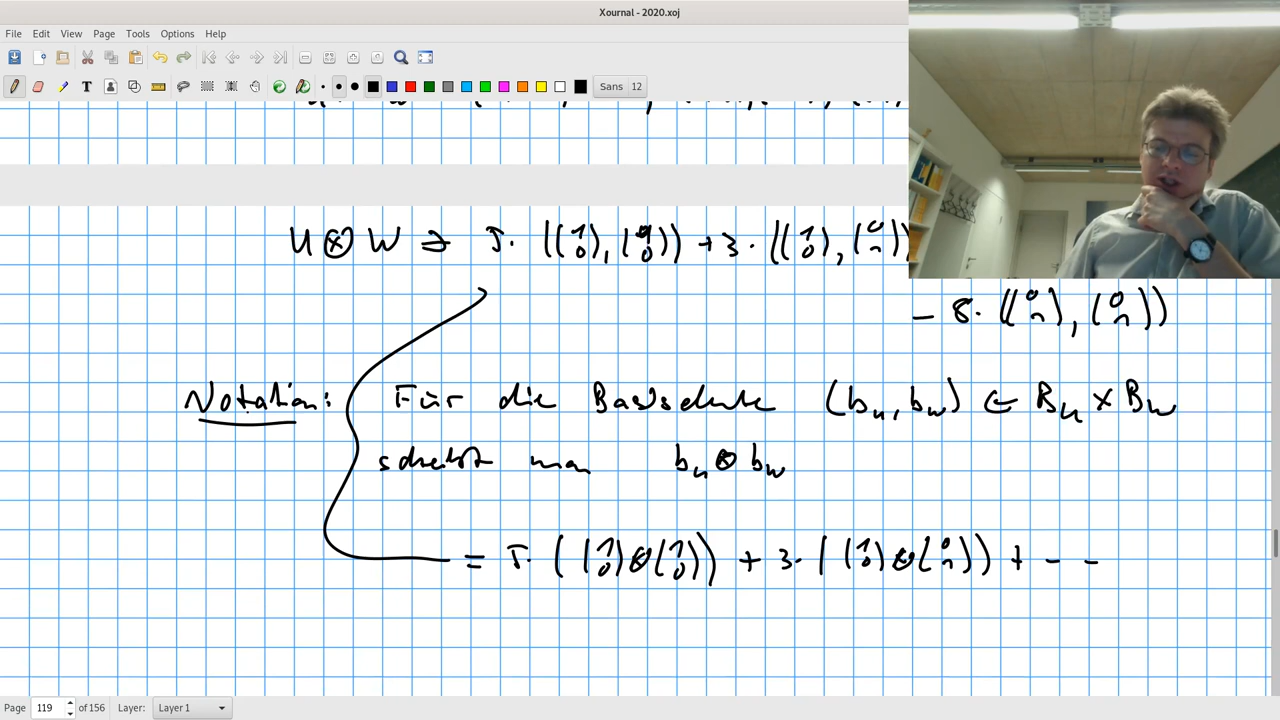 Xournal - 2020.xoj
File Edit View Page Tools Options Help
Sans 12
U ⊗ W ∋ 5· ((1 0), (1 0)) + 3· ((1 0), (0 1))
- 8· ((0 1), (0 1))
Notation: Für die Basiselemente (b_u, b_w) ∈ B_U × B_W
schreibt man b_u ⊗ b_w
= 5· ((1 0) ⊗ (1 0)) + 3· ((1 0) ⊗ (0 1)) + - -
Page 119 of 156 Layer: Layer 1